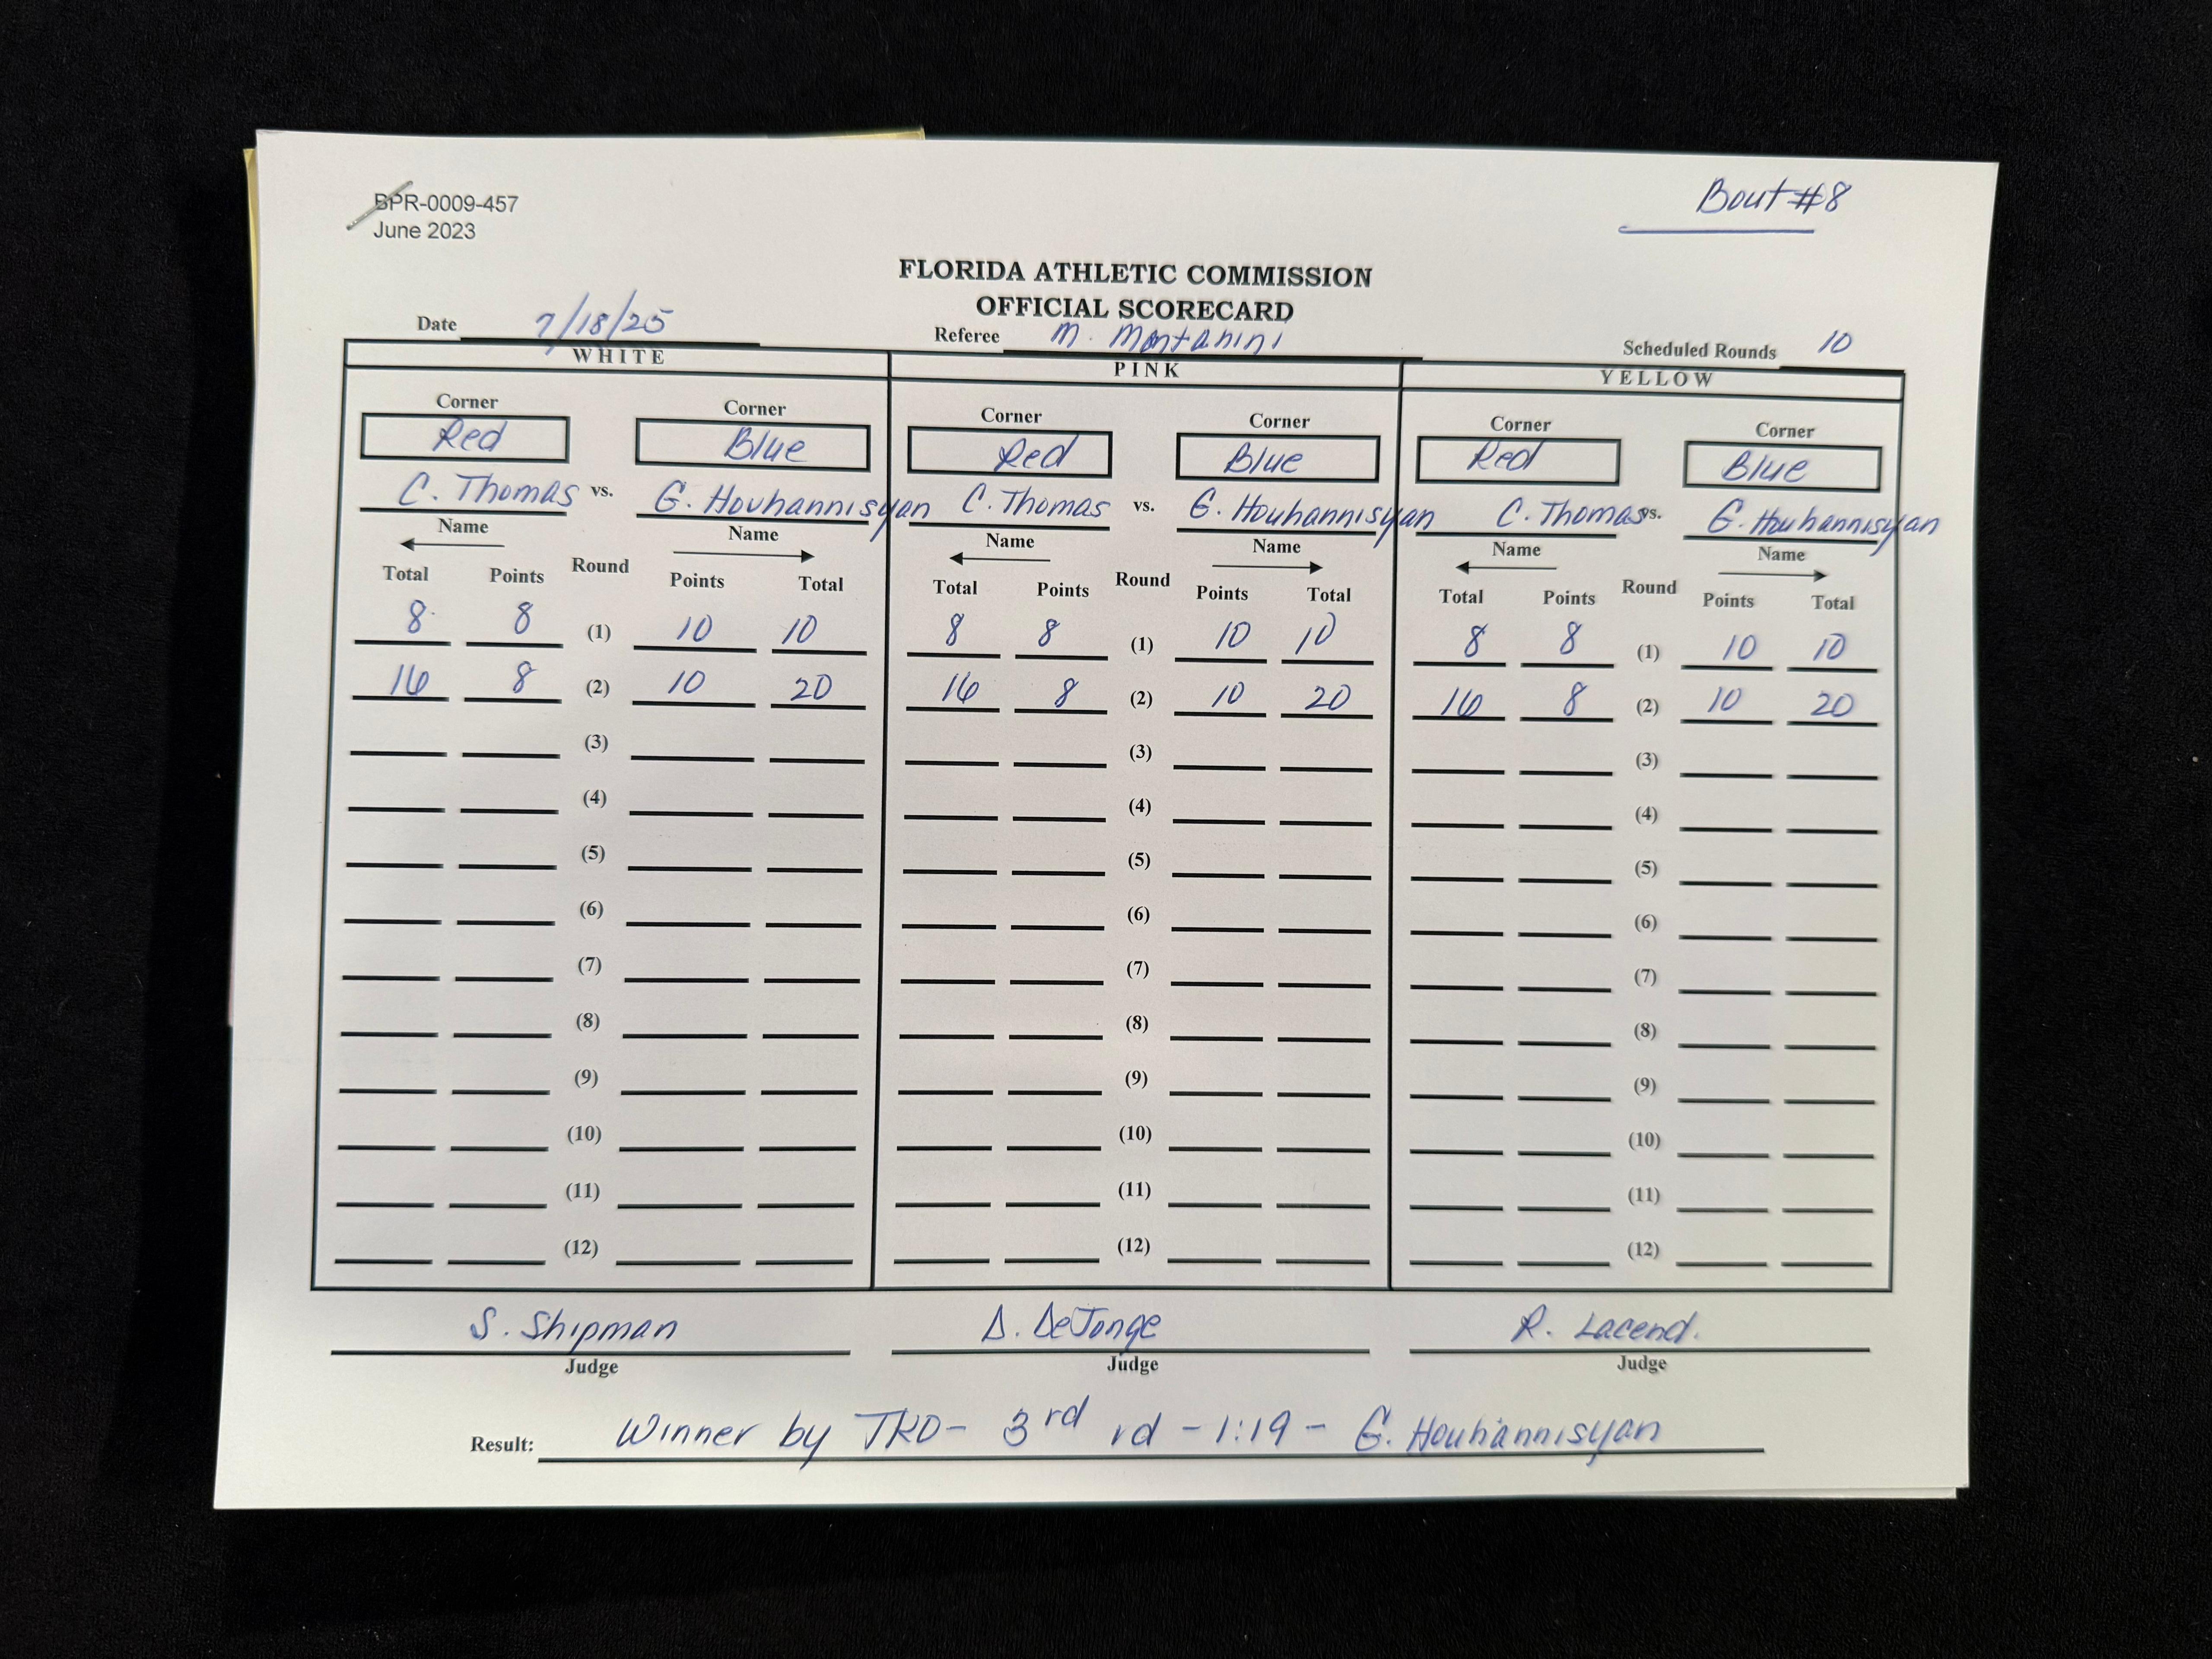 BPR-0009-457
June 2023
Bout #8
FLORIDA ATHLETIC COMMISSION
OFFICIAL SCORECARD
Date 7/18/25 Referee M. Montanini Scheduled Rounds 10
WHITE PINK YELLOW
Corner Corner Corner Corner Corner Corner
Red Blue Red Blue Red Blue
C. Thomas vs. G. Houhannisyan C. Thomas vs. G. Houhannisyan C. Thomas vs. G. Houhannisyan
Name Name Name Name Name Name
Total Points Round Points Total Total Points Round Points Total Total Points Round Points Total
8 8 (1) 10 10 8 8 (1) 10 10 8 8 (1) 10 10
16 8 (2) 10 20 16 8 (2) 10 20 16 8 (2) 10 20
(3) (3) (3)
(4) (4) (4)
(5) (5) (5)
(6) (6) (6)
(7) (7) (7)
(8) (8) (8)
(9) (9) (9)
(10) (10) (10)
(11) (11) (11)
(12) (12) (12)
S. Shipman D. DeJonge R. Lacend.
Judge Judge Judge
Result: Winner by TKO- 3rd rd - 1:19 - G. Houhannisyan